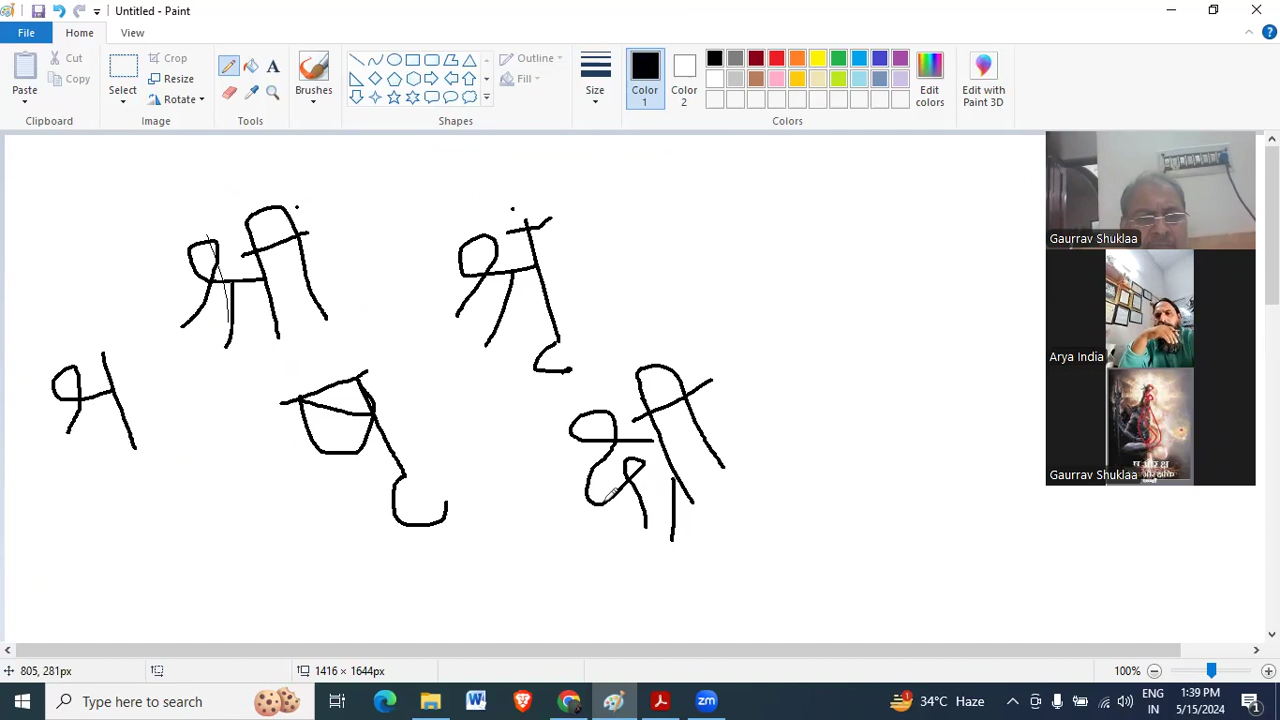 Untitled - Paint
File Home View
Paste Cut Copy Select Crop Resize Rotate Brushes Outline Fill Size Color 1 Color 2 Edit colors Edit with Paint 3D
Clipboard Image Tools Shapes Colors
Gaurrav Shuklaa
Arya India
Gaurrav Shuklaa
805, 281px 1416 × 1644px 100%
Type here to search 34°C Haze ENG IN 1:39 PM 5/15/2024